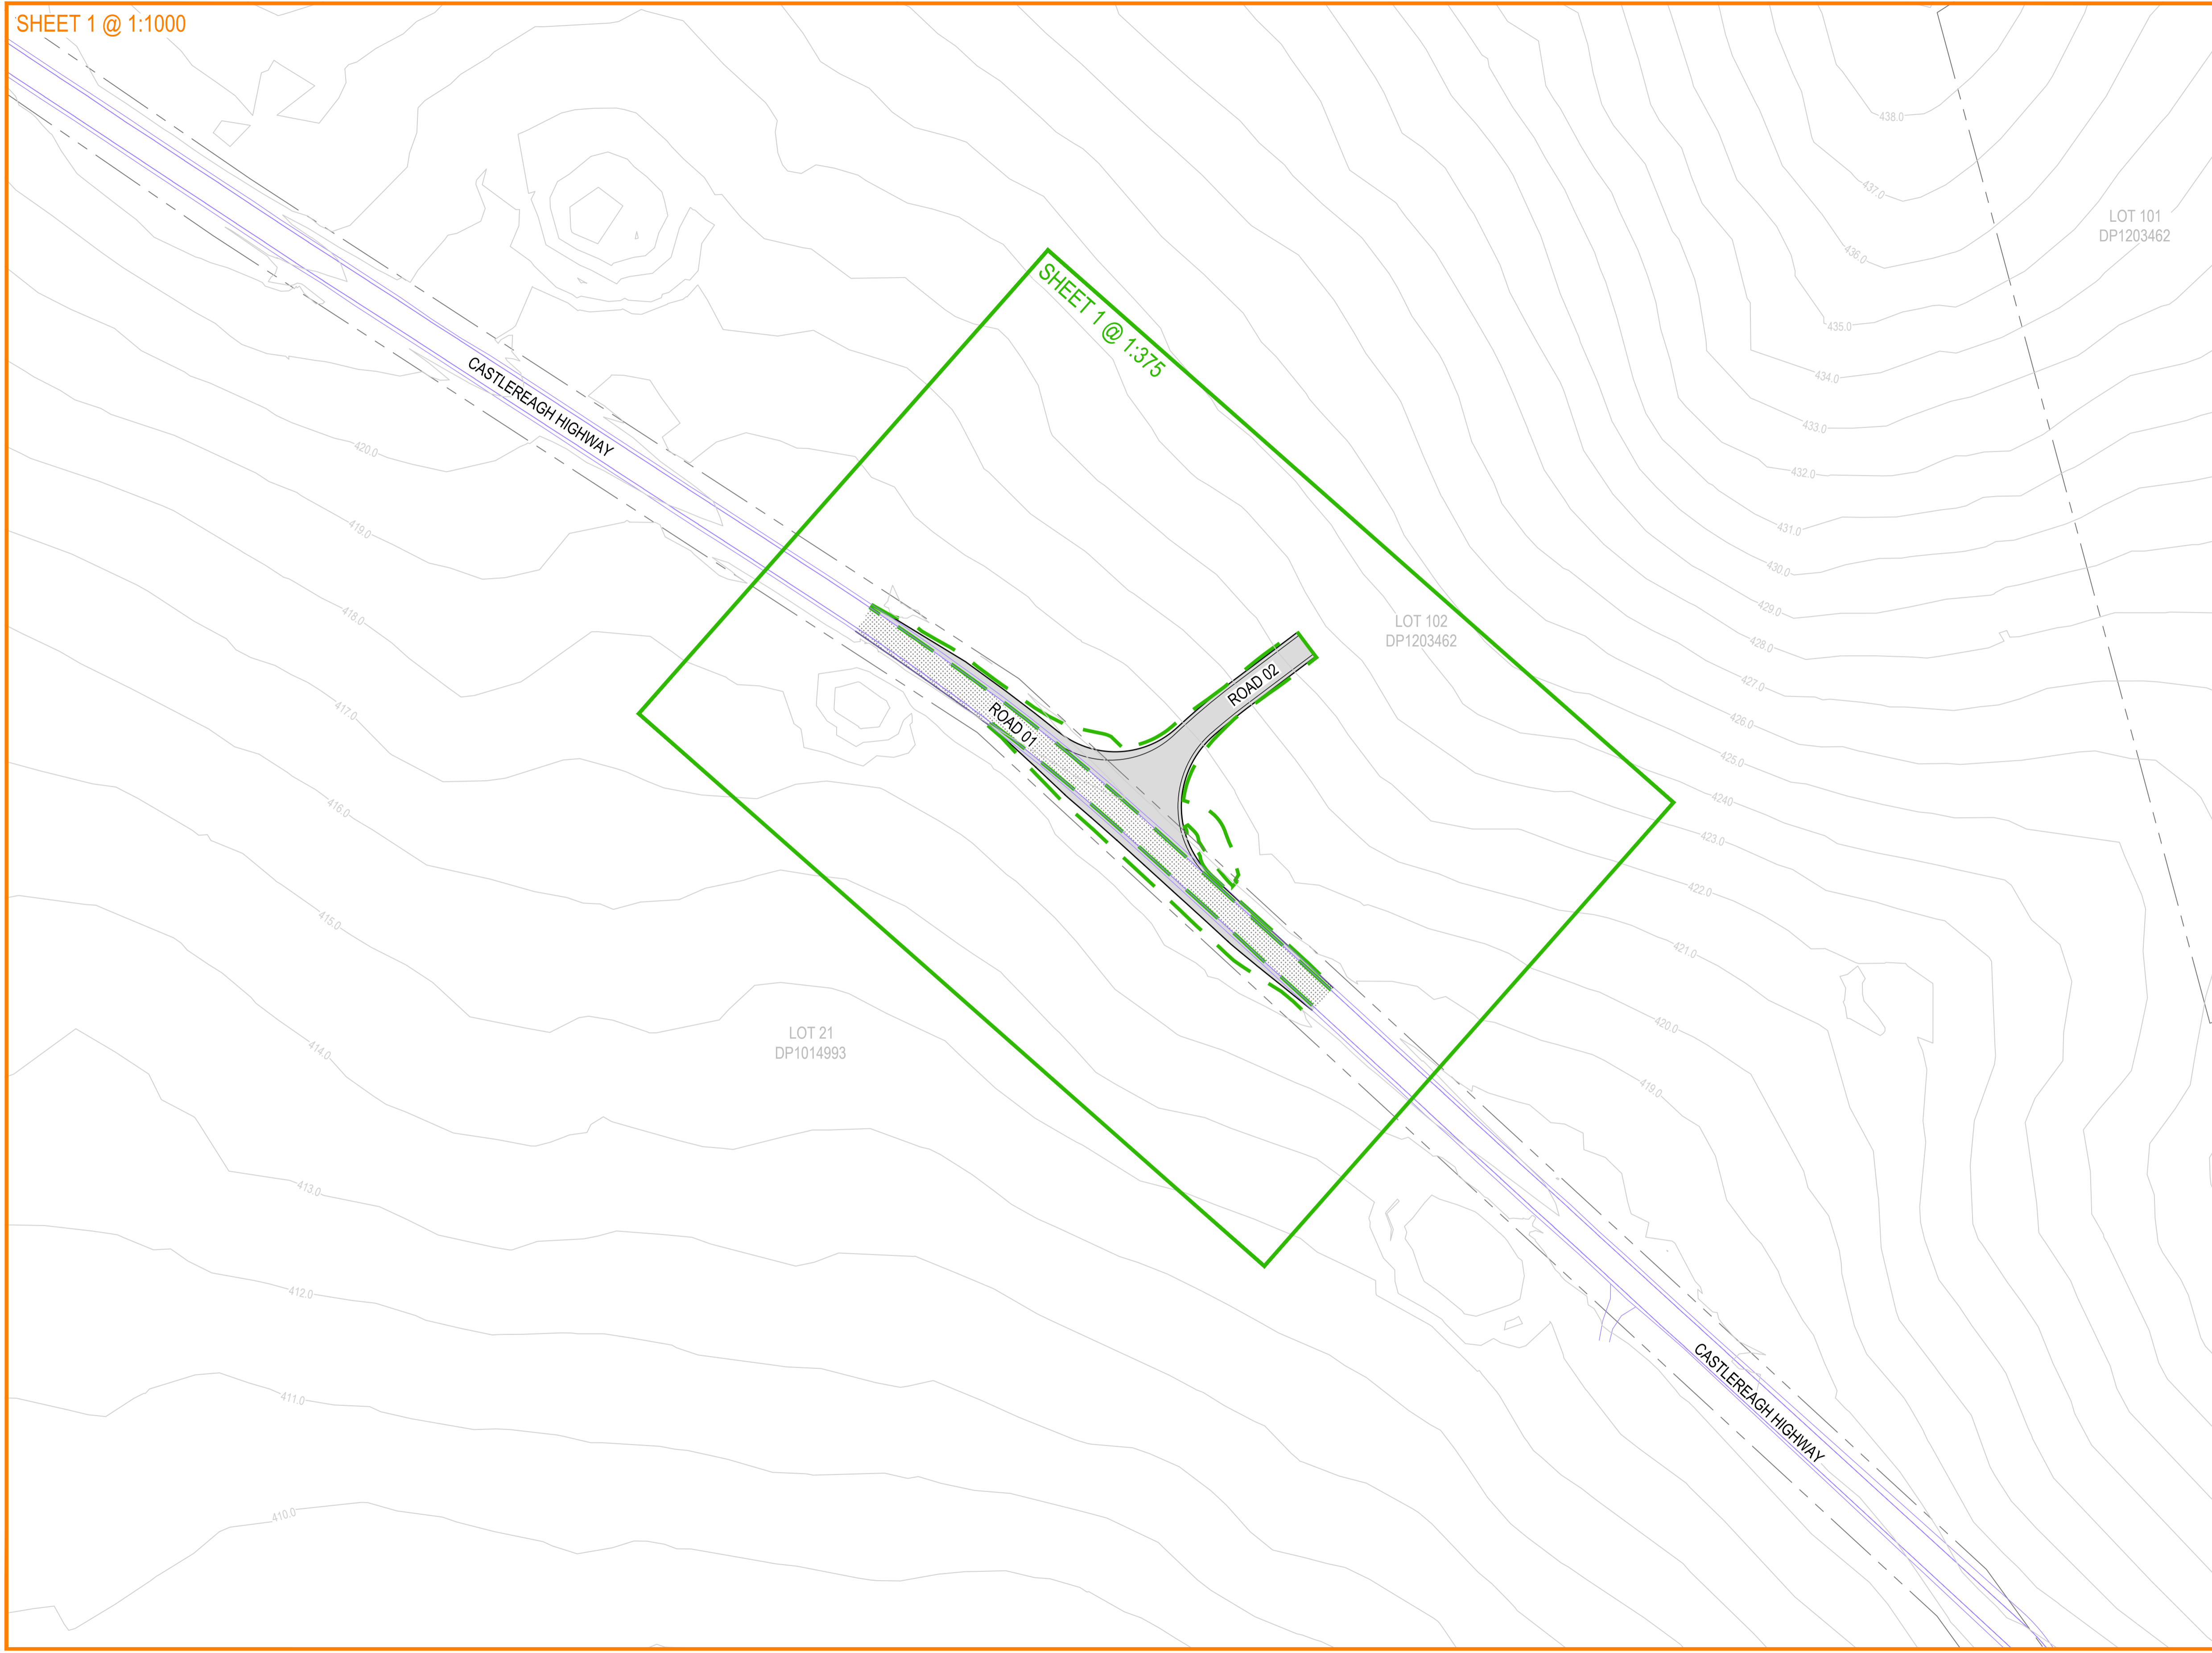 SHEET 1 @ 1:1000
438.0
437.0
LOT 101
DP1203462
436.0
SHEET 1 @ 1:375
435.0
CASTLEREAGH HIGHWAY
434.0
433.0
420.0
432.0
419.0
431.0
430.0
429.0
418.0
LOT 102
DP1203462
428.0
ROAD 02
427.0
417.0
ROAD 01
426.0
425.0
416.0
4240
423.0
422.0
415.0
421.0
420.0
LOT 21
DP1014993
414.0
419.0
413.0
412.0
CASTLEREAGH HIGHWAY
411.0
410.0